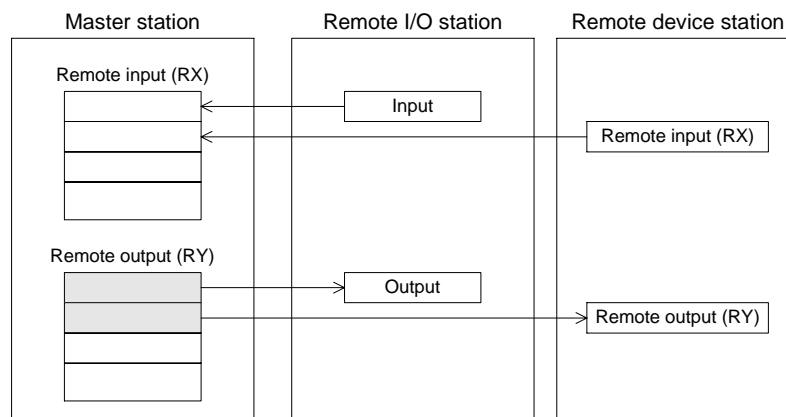 Master station
Remote I/O station
Remote device station
Remote input (RX)
Input
Remote input (RX)
Remote output (RY)
Output
Remote output (RY)